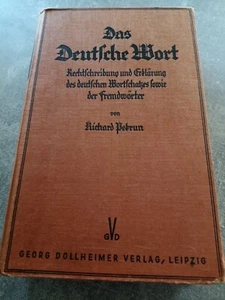 Das
Deutsche Wort
Rechtschreibung und Erklärung
des deutschen Wortschatzes sowie
der Fremdwörter
von
Richard Pekrun
GVD
GEORG DOLLHEIMER VERLAG, LEIPZIG